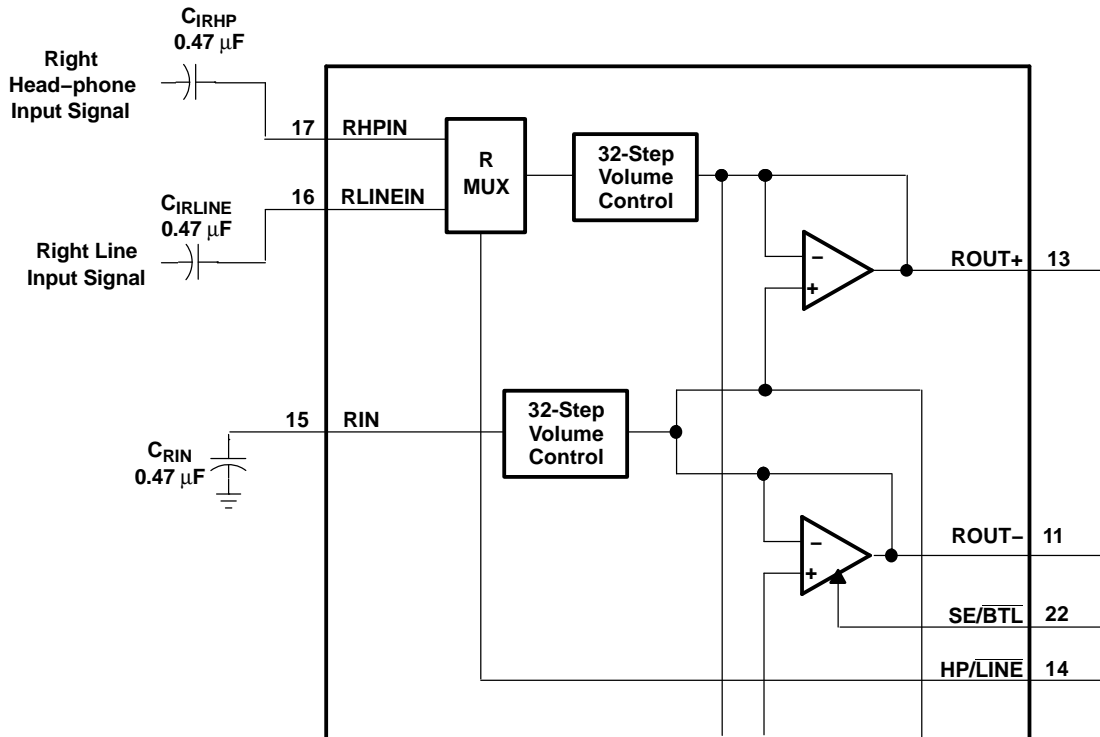 C_IRHP
0.47 μF
Right
Head−phone
Input Signal
17
RHPIN
R
MUX
32-Step
Volume
Control
C_IRLINE
0.47 μF
16
RLINEIN
Right Line
Input Signal
−
+
ROUT+
13
15
RIN
32-Step
Volume
Control
C_RIN
0.47 μF
−
+
ROUT−
11
SE/B̅T̅L̅
22
HP/L̅I̅N̅E̅
14